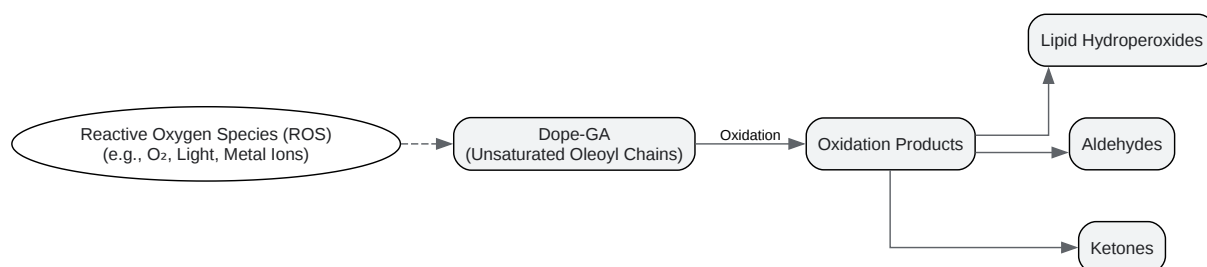 Lipid Hydroperoxides
Reactive Oxygen Species (ROS)
(e.g., O₂, Light, Metal Ions)
Dope-GA
(Unsaturated Oleoyl Chains)
Oxidation
Oxidation Products
Aldehydes
Ketones